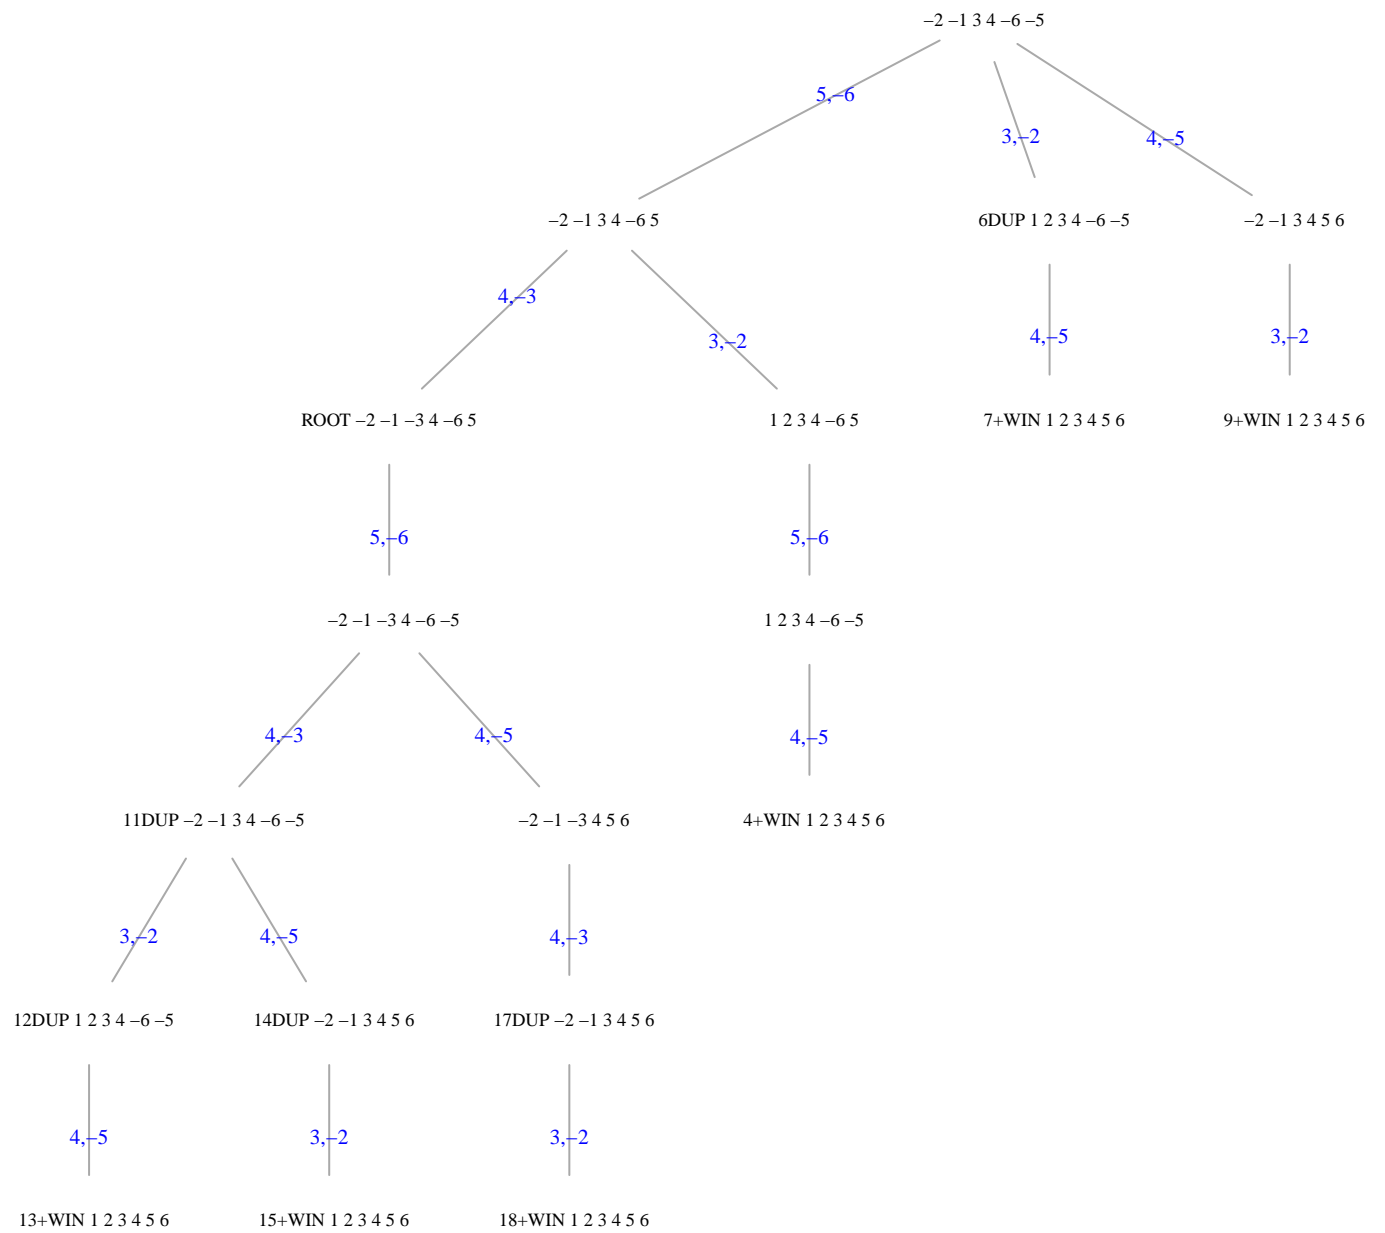 –2 –1 3 4 –6 –5
5,–6
3,–2
4,–5
–2 –1 3 4 –6 5
6DUP 1 2 3 4 –6 –5
–2 –1 3 4 5 6
4,–3
3,–2
4,–5
3,–2
ROOT –2 –1 –3 4 –6 5
1 2 3 4 –6 5
7+WIN 1 2 3 4 5 6
9+WIN 1 2 3 4 5 6
5,–6
5,–6
–2 –1 –3 4 –6 –5
1 2 3 4 –6 –5
4,–3
4,–5
4,–5
11DUP –2 –1 3 4 –6 –5
–2 –1 –3 4 5 6
4+WIN 1 2 3 4 5 6
3,–2
4,–5
4,–3
12DUP 1 2 3 4 –6 –5
14DUP –2 –1 3 4 5 6
17DUP –2 –1 3 4 5 6
4,–5
3,–2
3,–2
13+WIN 1 2 3 4 5 6
15+WIN 1 2 3 4 5 6
18+WIN 1 2 3 4 5 6